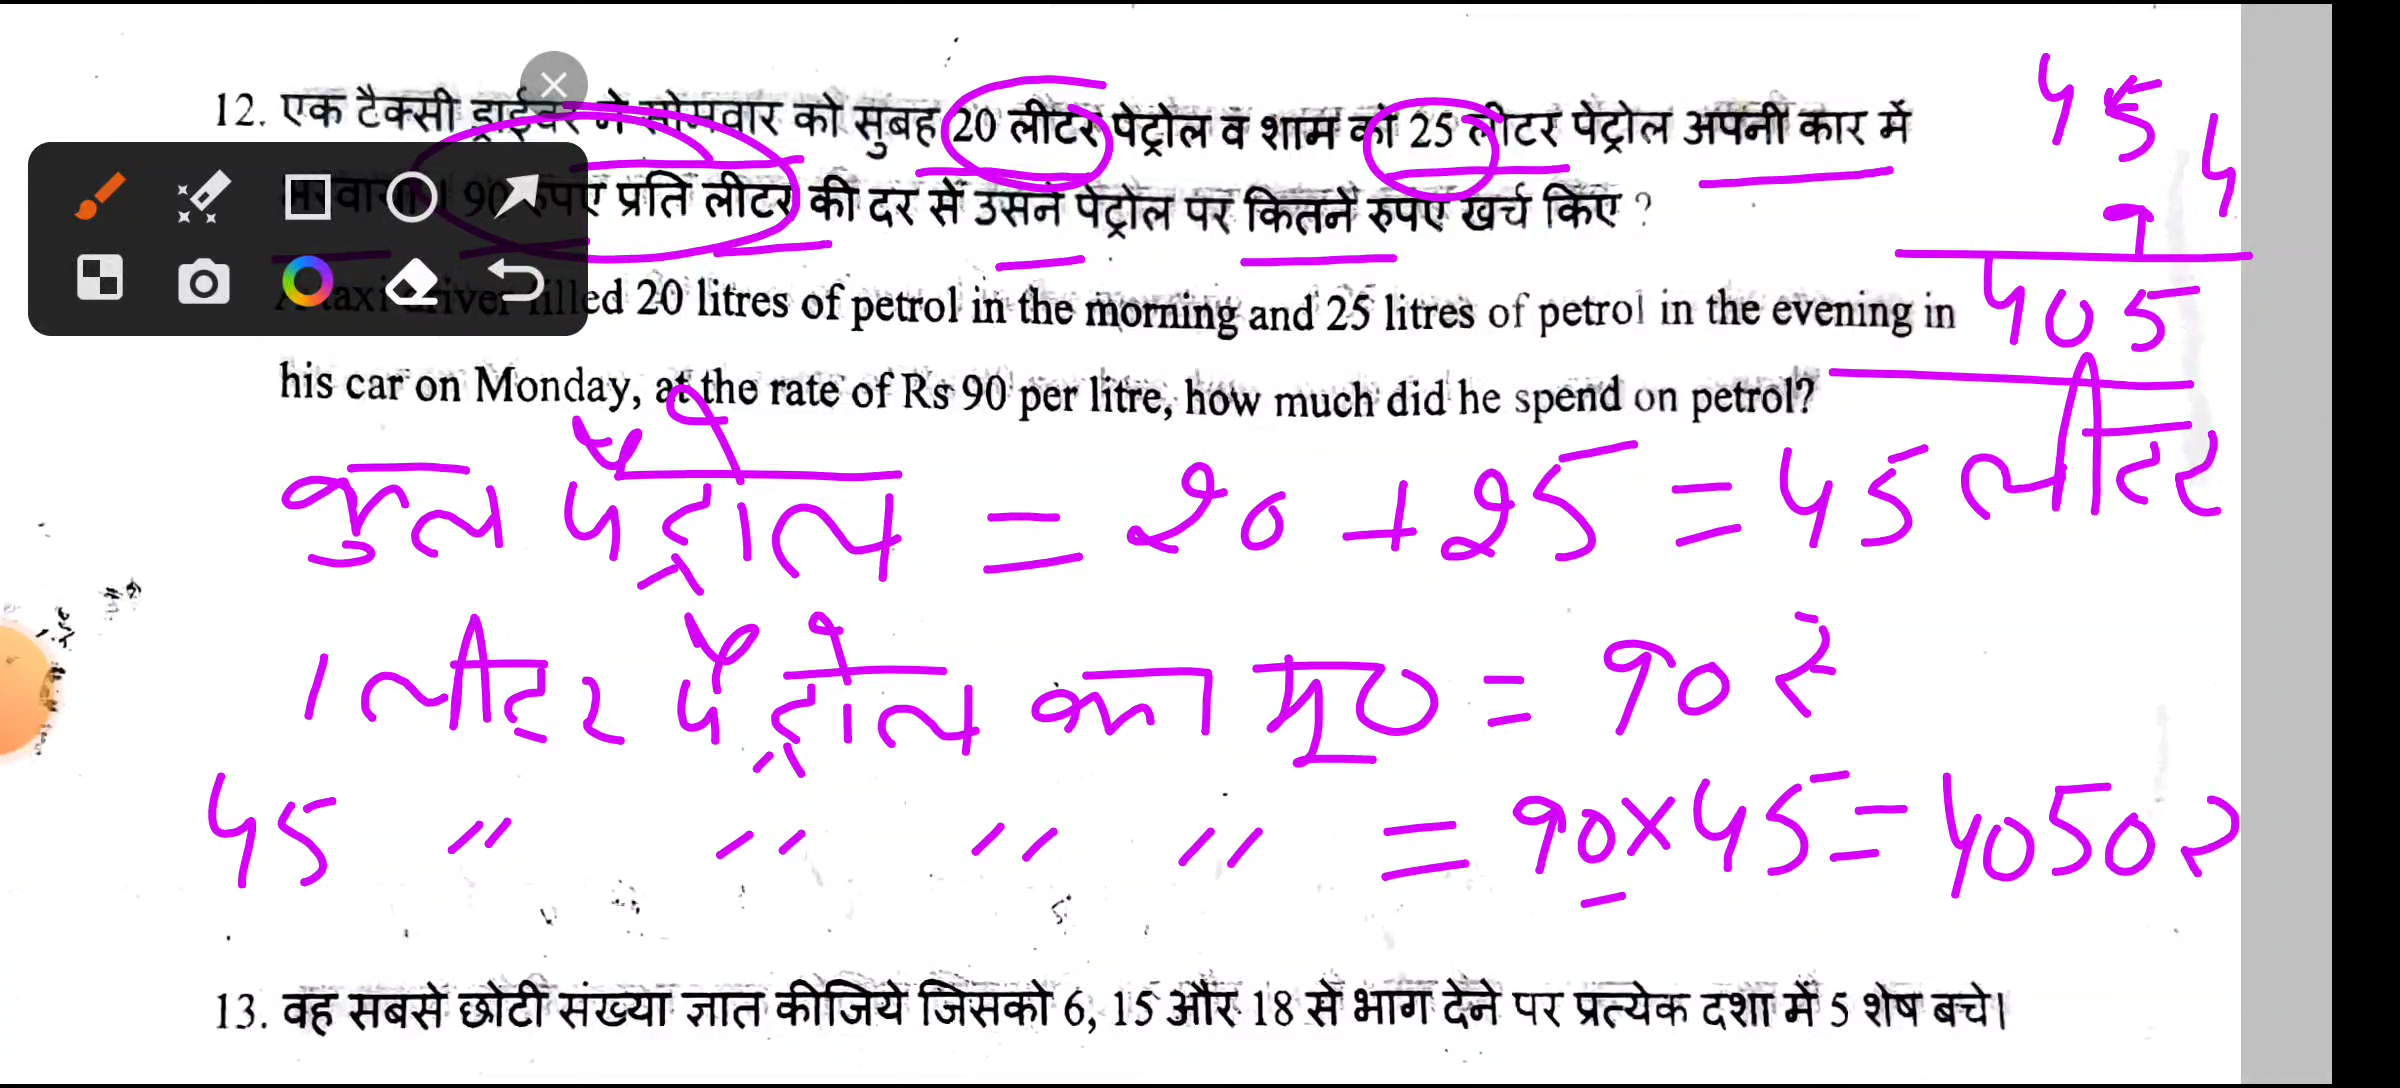 12. एक टैक्सी ड्राईवर ने सोमवार को सुबह 20 लीटर पेट्रोल व शाम को 25 लीटर पेट्रोल अपनी कार में
90 रुपए प्रति लीटर की दर से उसने पेट्रोल पर कितने रुपए खर्च किए ?
A taxi driver filled 20 litres of petrol in the morning and 25 litres of petrol in the evening in
his car on Monday, at the rate of Rs 90 per litre, how much did he spend on petrol?
45
4
9
405
कुल पेट्रोल = 20 + 25 = 45 लीटर
1 लीटर पेट्रोल का मू0 = 90 रु
45 " " " " = 90×45 = 4050 रु
13. वह सबसे छोटी संख्या ज्ञात कीजिये जिसको 6, 15 और 18 से भाग देने पर प्रत्येक दशा में 5 शेष बचे।